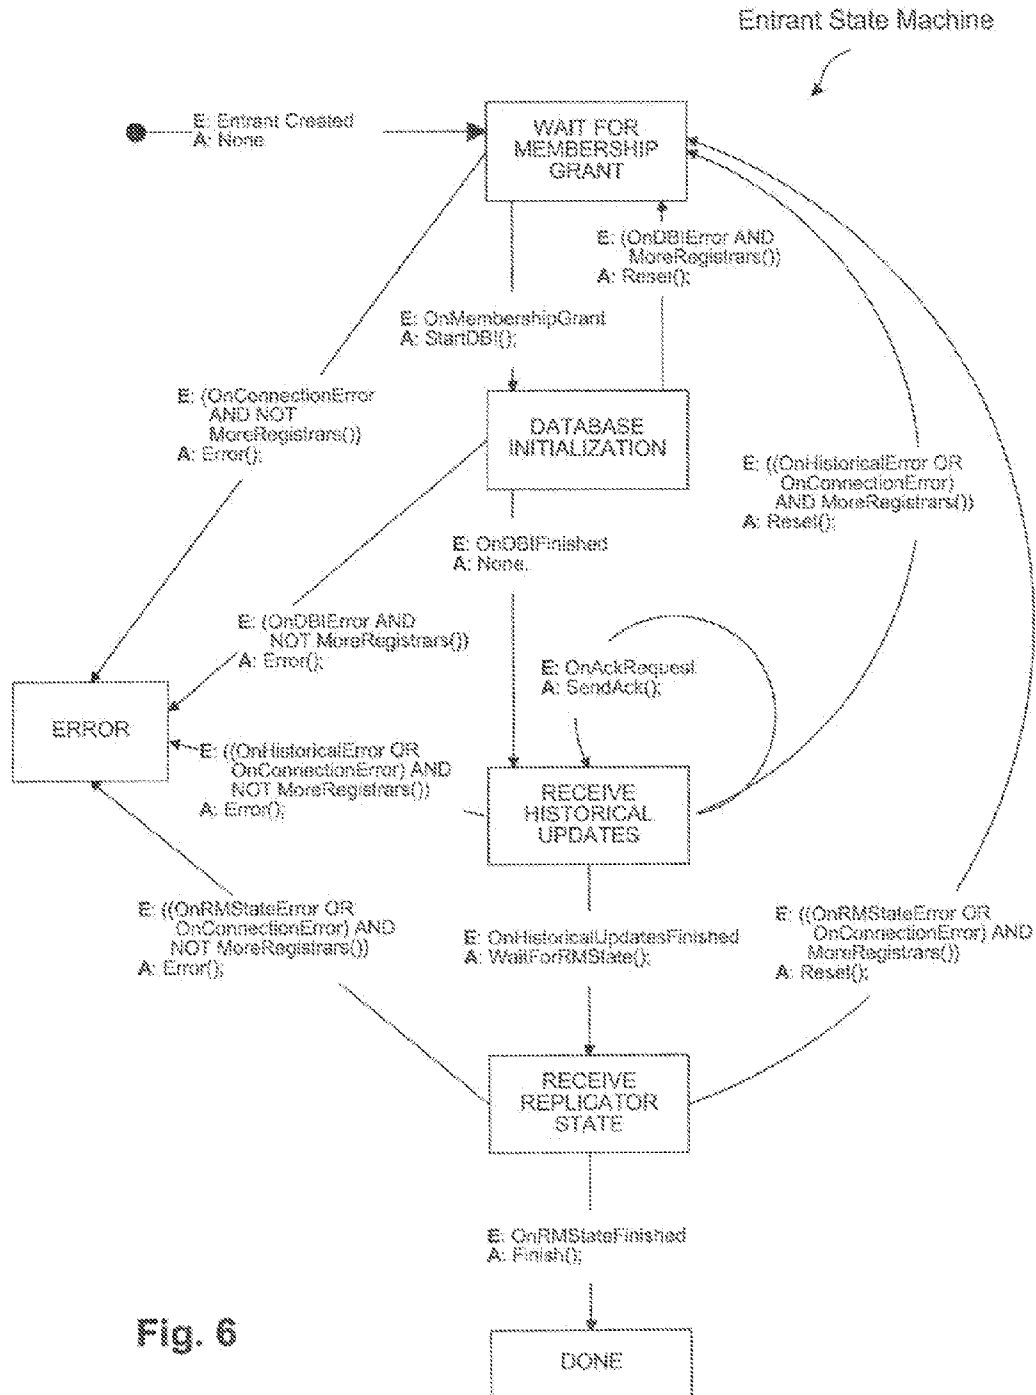 Entrant State Machine
E: Entrant Created
A: None
WAIT FOR
MEMBERSHIP
GRANT
E: (OnDBIError AND
MoreRegistrars())
A: Reset();
E: OnMembershipGrant
A: StartDBI();
E: (OnConnectionError
AND NOT
MoreRegistrars())
A: Error();
DATABASE
INITIALIZATION
E: ((OnHistoricalError OR
OnConnectionError)
AND MoreRegistrars())
A: Reset();
E: OnDBIFinished
A: None.
E: (OnDBIError AND
NOT MoreRegistrars())
A: Error();
E: OnAckRequest
A: SendAck();
ERROR
E: ((OnHistoricalError OR
OnConnectionError) AND
NOT MoreRegistrars())
A: Error();
RECEIVE
HISTORICAL
UPDATES
E: ((OnRMStateError OR
OnConnectionError) AND
NOT MoreRegistrars())
A: Error();
E: OnHistoricalUpdatesFinished
A: WaitForRMState();
E: ((OnRMStateError OR
OnConnectionError) AND
MoreRegistrars())
A: Reset();
RECEIVE
REPLICATOR
STATE
E: OnRMStateFinished
A: Finish();
Fig. 6
DONE